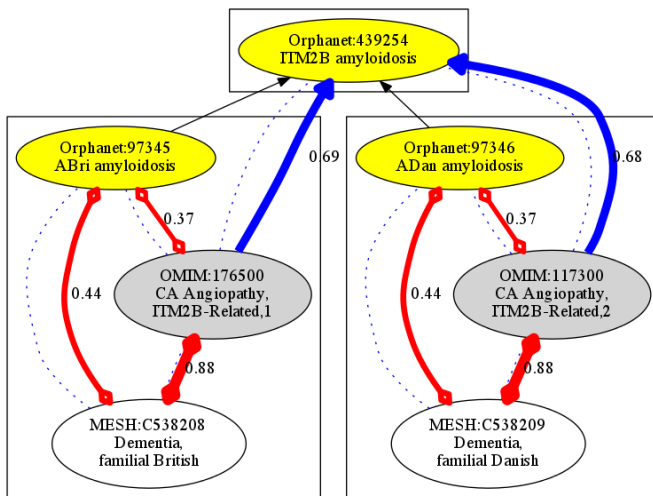 Orphanet:439254
ITM2B amyloidosis
Orphanet:97345
ABri amyloidosis
0.69
Orphanet:97346
ADan amyloidosis
0.68
0.37
0.37
OMIM:176500
CA Angiopathy,
ITM2B-Related,1
OMIM:117300
CA Angiopathy,
ITM2B-Related,2
0.44
0.44
0.88
0.88
MESH:C538208
Dementia,
familial British
MESH:C538209
Dementia,
familial Danish